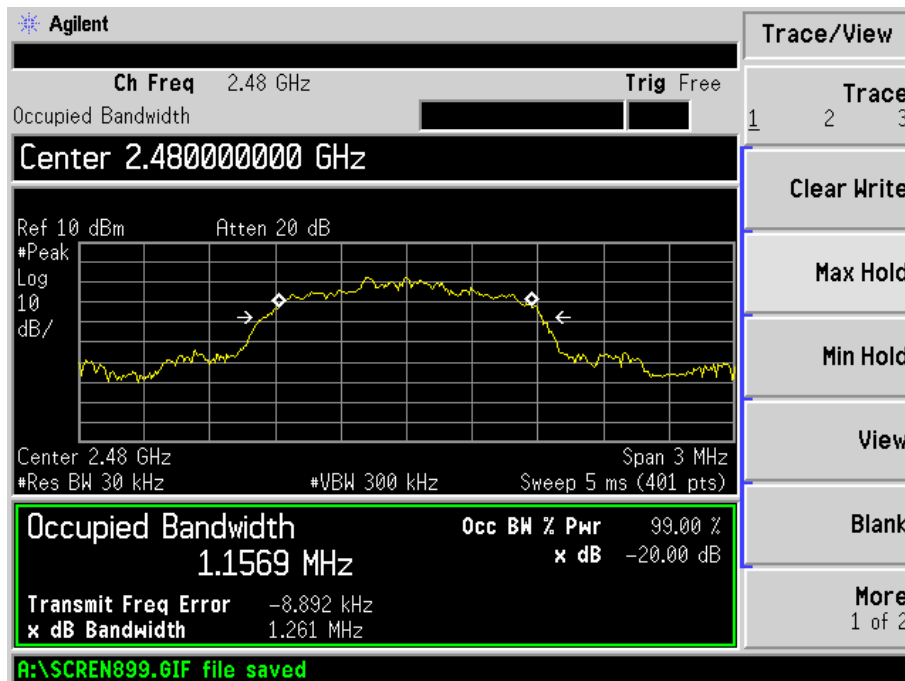 Agilent
Trace/View
Ch Freq 2.48 GHz Trig Free
Occupied Bandwidth
Center 2.480000000 GHz
Ref 10 dBm Atten 20 dB
#Peak
Log
10
dB/
Center 2.48 GHz Span 3 MHz
#Res BW 30 kHz #VBW 300 kHz Sweep 5 ms (401 pts)
Occupied Bandwidth Occ BW % Pwr 99.00 %
1.1569 MHz x dB -20.00 dB
Transmit Freq Error -8.892 kHz
x dB Bandwidth 1.261 MHz
A:\SCREN899.GIF file saved
Trace
1 2 3
Clear Write
Max Hold
Min Hold
View
Blank
More
1 of 2